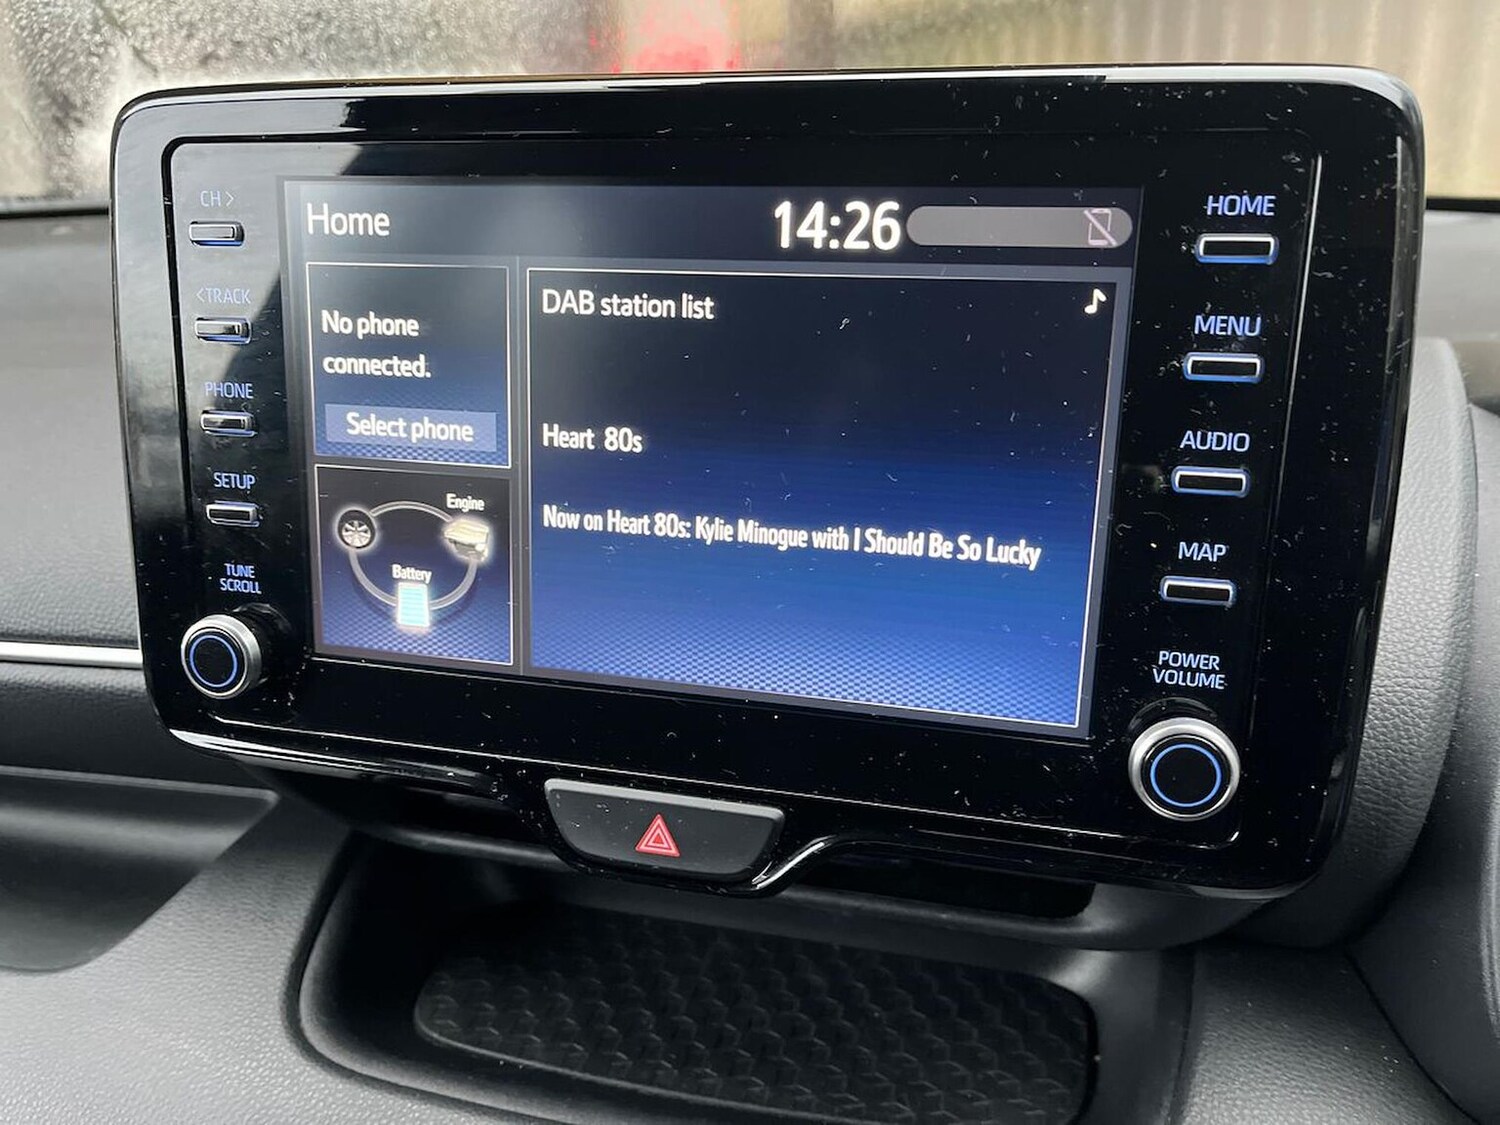 CH >
<TRACK
PHONE
SETUP
TUNE
SCROLL
Home
14:26
No phone
connected.
Select phone
Engine
Battery
DAB station list
Heart 80s
Now on Heart 80s: Kylie Minogue with I Should Be So Lucky
HOME
MENU
AUDIO
MAP
POWER
VOLUME